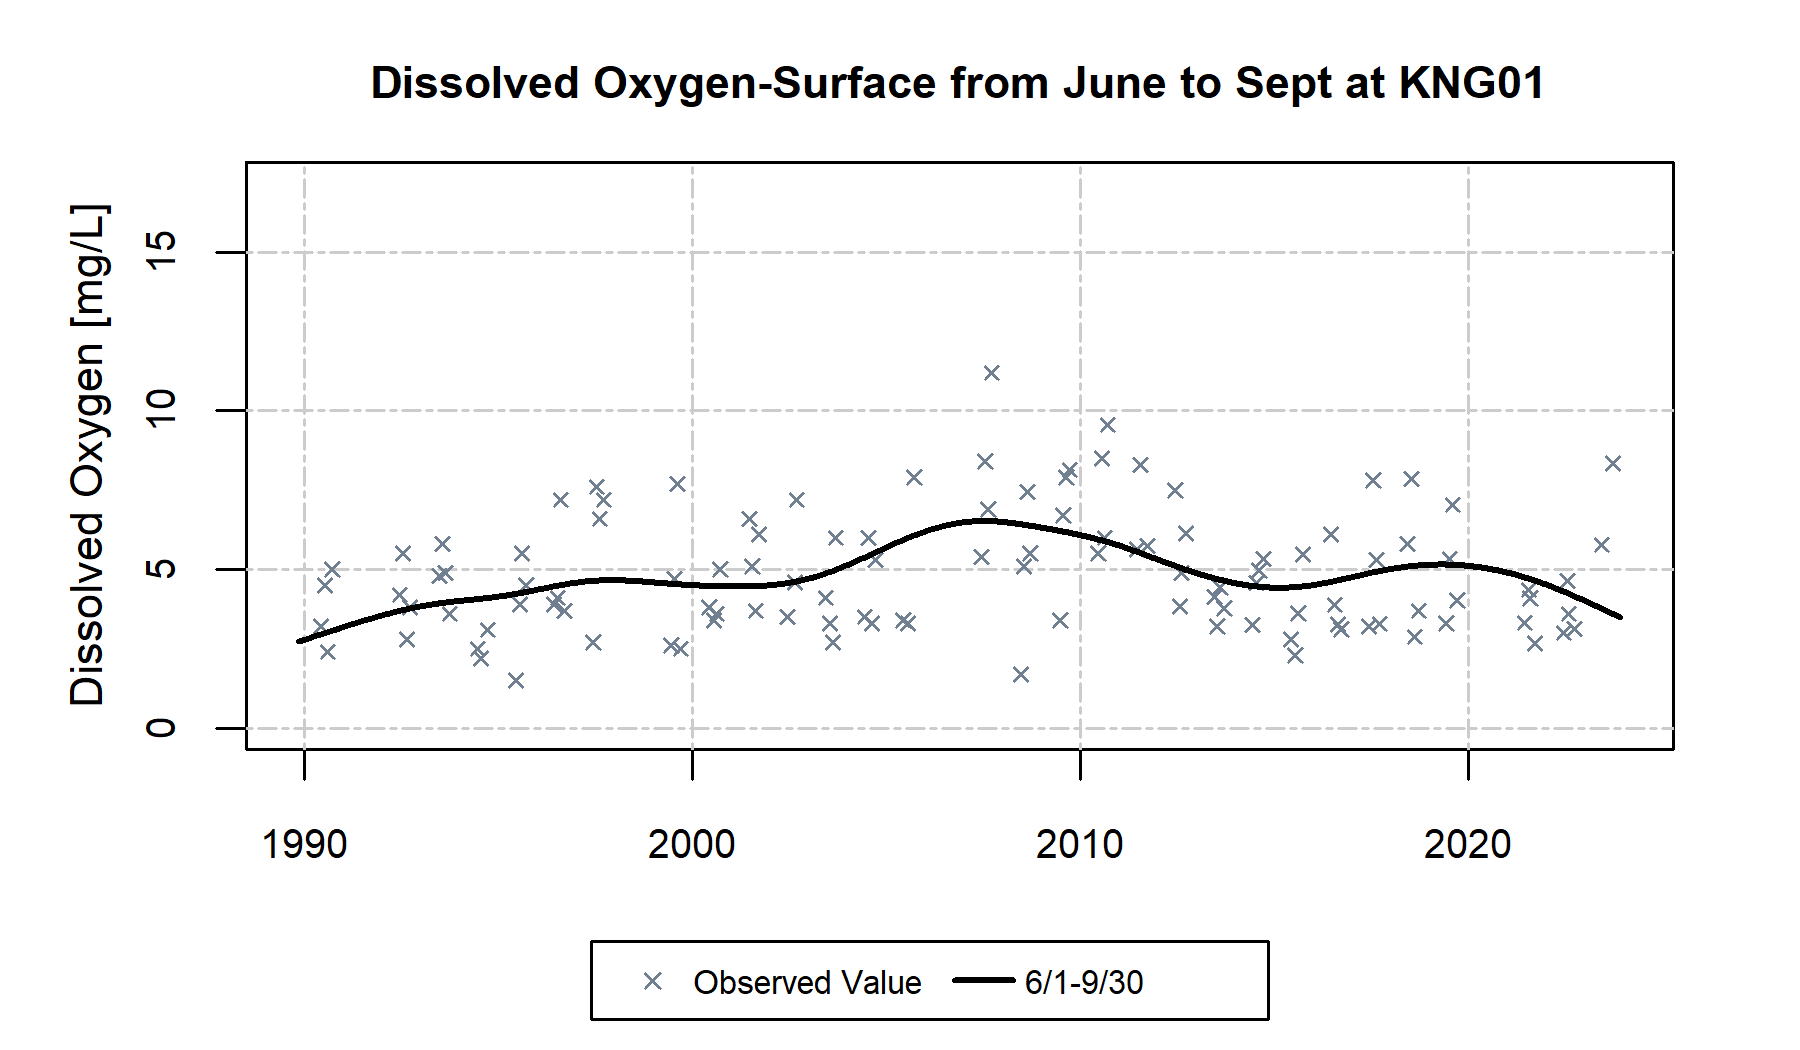 Dissolved Oxygen-Surface from June to Sept at KNG01
Dissolved Oxygen [mg/L]
15
10
5
0
1990 2000 2010 2020
Observed Value 6/1-9/30